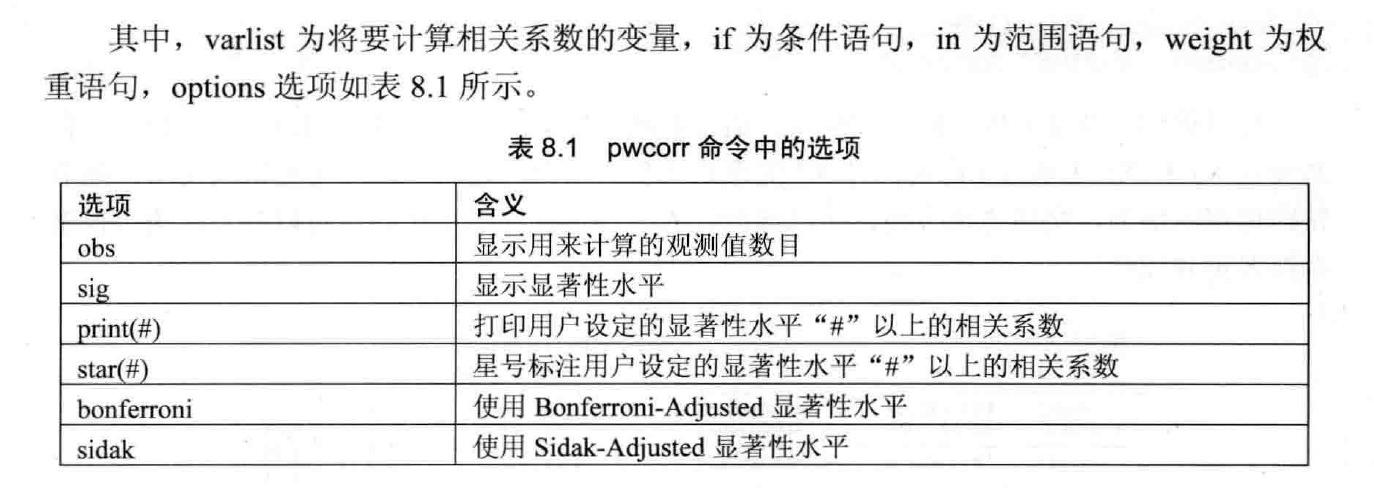 其中，varlist 为将要计算相关系数的变量，if 为条件语句，in 为范围语句，weight 为权
重语句，options 选项如表 8.1 所示。
表 8.1 pwcorr 命令中的选项
选项 含义
obs 显示用来计算的观测值数目
sig 显示显著性水平
print(#) 打印用户设定的显著性水平“#”以上的相关系数
star(#) 星号标注用户设定的显著性水平“#”以上的相关系数
bonferroni 使用 Bonferroni-Adjusted 显著性水平
sidak 使用 Sidak-Adjusted 显著性水平